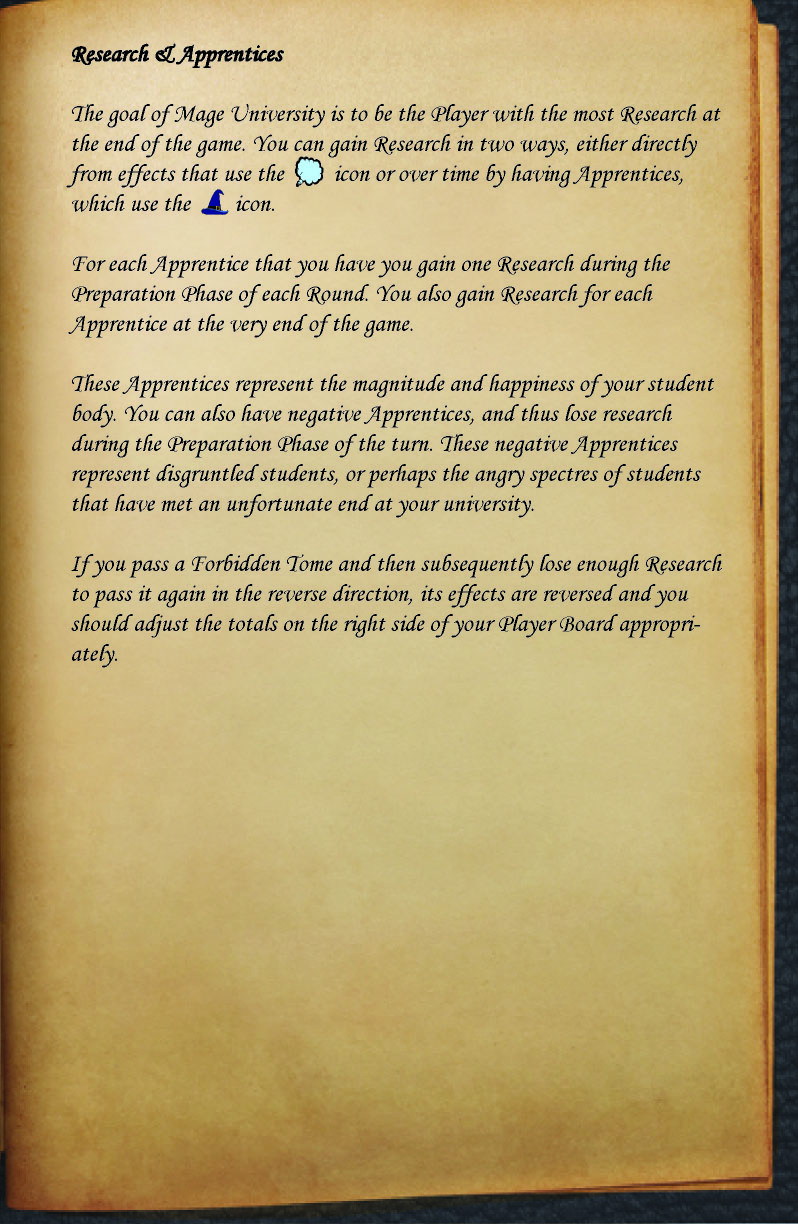 Research & Apprentices
The goal of Mage University is to be the Player with the most Research at
the end of the game. You can gain Research in two ways, either directly
from effects that use the icon or over time by having Apprentices,
which use the icon.
For each Apprentice that you have you gain one Research during the
Preparation Phase of each Round. You also gain Research for each
Apprentice at the very end of the game.
These Apprentices represent the magnitude and happiness of your student
body. You can also have negative Apprentices, and thus lose research
during the Preparation Phase of the turn. These negative Apprentices
represent disgruntled students, or perhaps the angry spectres of students
that have met an unfortunate end at your university.
If you pass a Forbidden Tome and then subsequently lose enough Research
to pass it again in the reverse direction, its effects are reversed and you
should adjust the totals on the right side of your Player Board appropri-
ately.